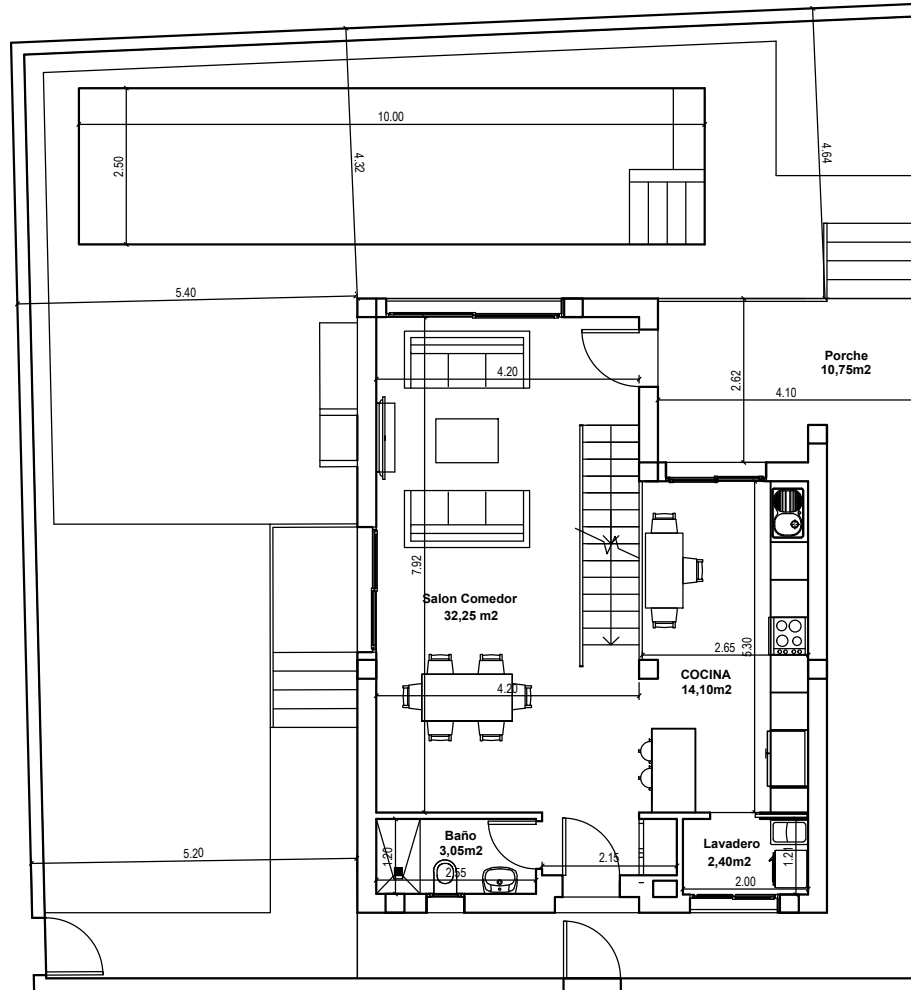 10.00
2.50
4.32
4.64
5.40
Porche
10,75m2
2.62
4.10
4.20
7.92
Salon Comedor
32,25 m2
2.65
5.30
COCINA
14,10m2
4.20
Baño
3,05m2
1.20
2.55
2.15
Lavadero
2,40m2
1.21
2.00
5.20